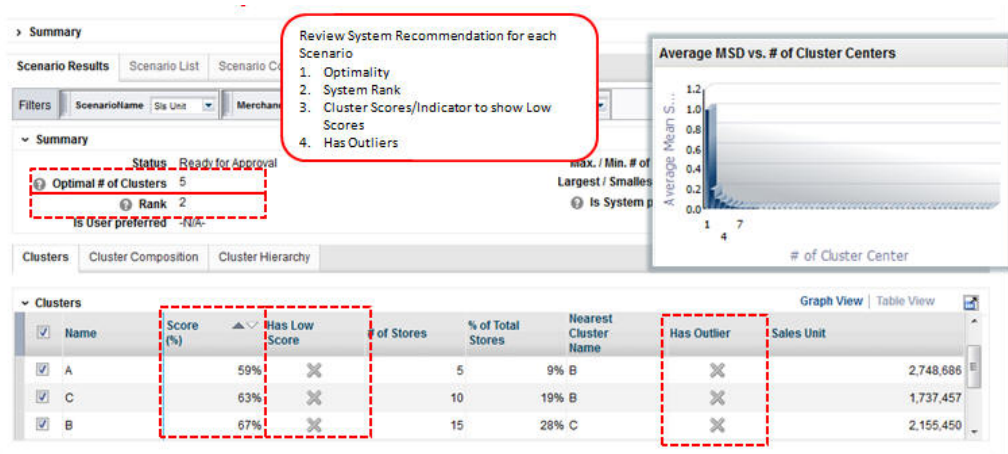 > Summary
Review System Recommendation for each
Scenario
1. Optimality
2. System Rank
3. Cluster Scores/Indicator to show Low
Scores
4. Has Outliers
Scenario Results Scenario List Scenario
Filters ScenarioName Sls Unit
Summary
Status Ready for Approval
Optimal # of Clusters 5
Rank 2
Is User preferred -N/A-
Max. / Min. # of
Largest /
Is System
Average MSD vs. # of Cluster Centers
Average Mean S...
1.2
1.0
0.8
0.6
0.4
0.2
0.0
1 7
4
# of Cluster Center
Clusters Cluster Composition Cluster Hierarchy
Clusters Graph View | Table View
Name Score (%) Has Low Score # of Stores % of Total Stores Nearest Cluster Name Has Outlier Sales Unit
A 59% 5 9% B 2,748,686
C 63% 10 19% B 1,737,457
B 67% 15 28% C 2,155,450